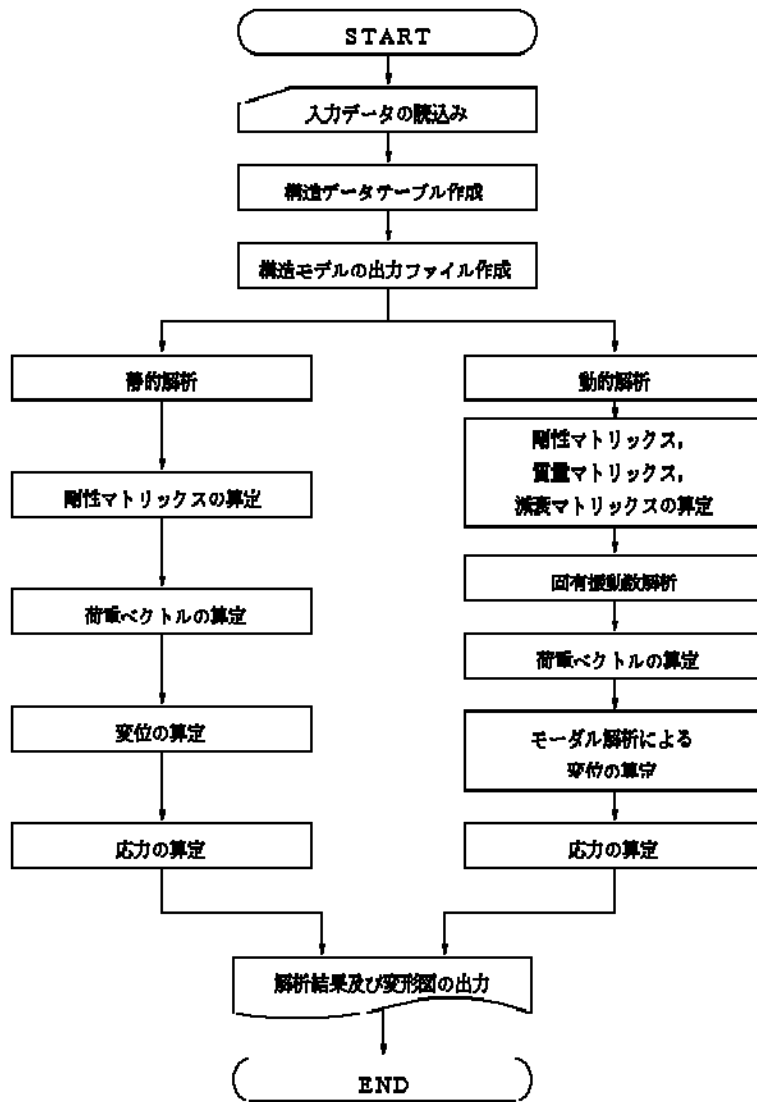 START
入力データの読込み
構造データテーブル作成
構造モデルの出力ファイル作成
静的解析
剛性マトリックスの算定
荷重ベクトルの算定
変位の算定
応力の算定
動的解析
剛性マトリックス,
質量マトリックス,
減衰マトリックスの算定
固有振動数解析
荷重ベクトルの算定
モーダル解析による
変位の算定
応力の算定
解析結果及び変形図の出力
END